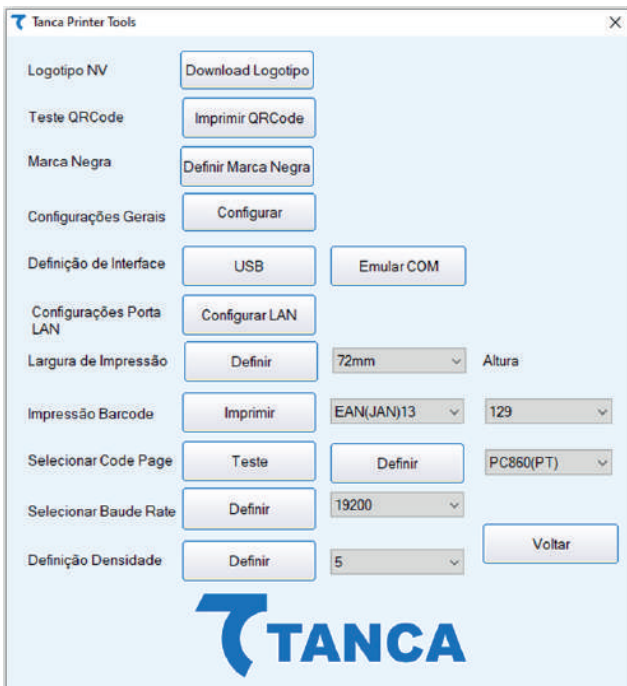 Tanca Printer Tools
Logotipo NV Download Logotipo
Teste QRCode Imprimir QRCode
Marca Negra Definir Marca Negra
Configurações Gerais Configurar
Definição de Interface USB Emular COM
Configurações Porta
LAN Configurar LAN
Largura de Impressão Definir 72mm Altura
Impressão Barcode Imprimir EAN(JAN)13 129
Selecionar Code Page Teste Definir PC860(PT)
Selecionar Baude Rate Definir 19200
Voltar
Definição Densidade Definir 5
TANCA